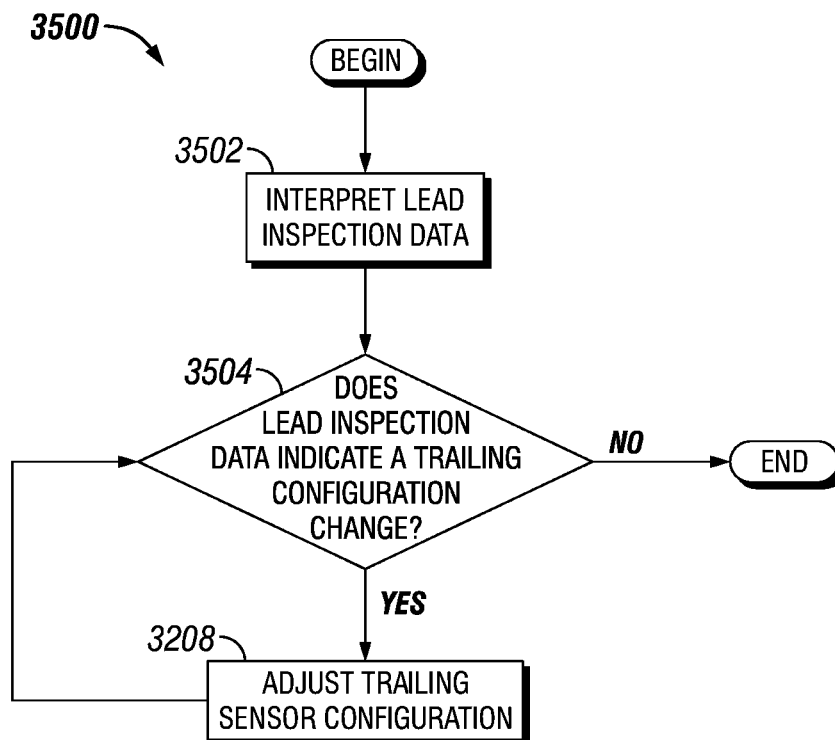 3500
BEGIN
3502
INTERPRET LEAD
INSPECTION DATA
3504
DOES
LEAD INSPECTION
DATA INDICATE A TRAILING
CONFIGURATION
CHANGE?
NO
END
YES
3208
ADJUST TRAILING
SENSOR CONFIGURATION